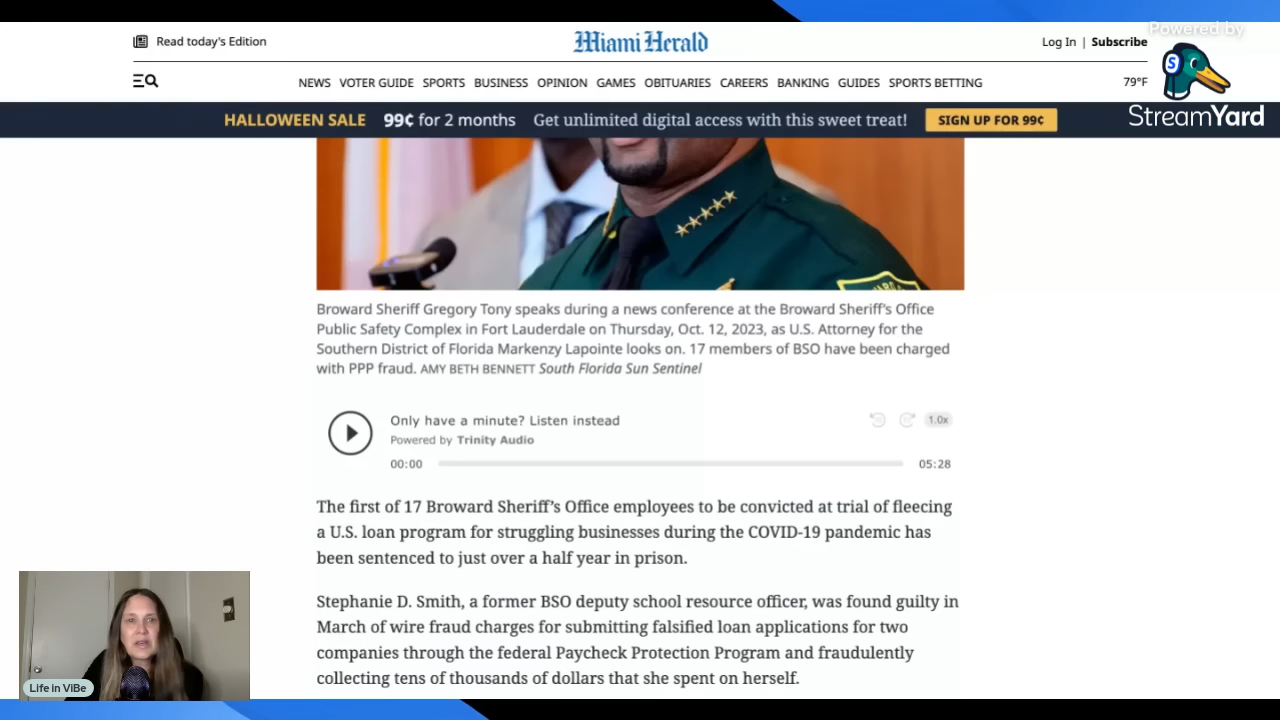 Powered by
StreamYard
Read today's Edition
Miami Herald
Log In | Subscribe
NEWS VOTER GUIDE SPORTS BUSINESS OPINION GAMES OBITUARIES CAREERS BANKING GUIDES SPORTS BETTING
79°F
HALLOWEEN SALE 99¢ for 2 months Get unlimited digital access with this sweet treat! SIGN UP FOR 99¢
Broward Sheriff Gregory Tony speaks during a news conference at the Broward Sheriff's Office
Public Safety Complex in Fort Lauderdale on Thursday, Oct. 12, 2023, as U.S. Attorney for the
Southern District of Florida Markenzy Lapointe looks on. 17 members of BSO have been charged
with PPP fraud. AMY BETH BENNETT South Florida Sun Sentinel
Only have a minute? Listen instead
Powered by Trinity Audio
1.0x
00:00
05:28
The first of 17 Broward Sheriff's Office employees to be convicted at trial of fleecing
a U.S. loan program for struggling businesses during the COVID-19 pandemic has
been sentenced to just over a half year in prison.
Stephanie D. Smith, a former BSO deputy school resource officer, was found guilty in
March of wire fraud charges for submitting falsified loan applications for two
companies through the federal Paycheck Protection Program and fraudulently
collecting tens of thousands of dollars that she spent on herself.
Life in ViBe